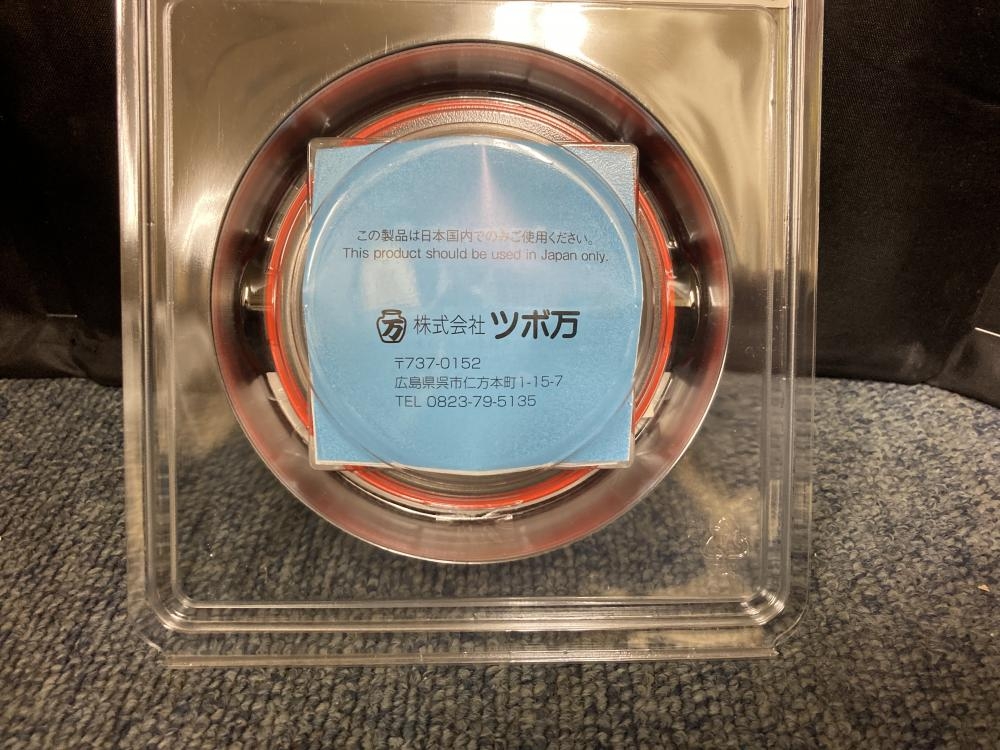 この製品は日本国内でのみご使用ください。
This product should be used in Japan only.
万 株式会社 ツボ万
〒737-0152
広島県呉市仁方本町1-15-7
TEL 0823-79-5135